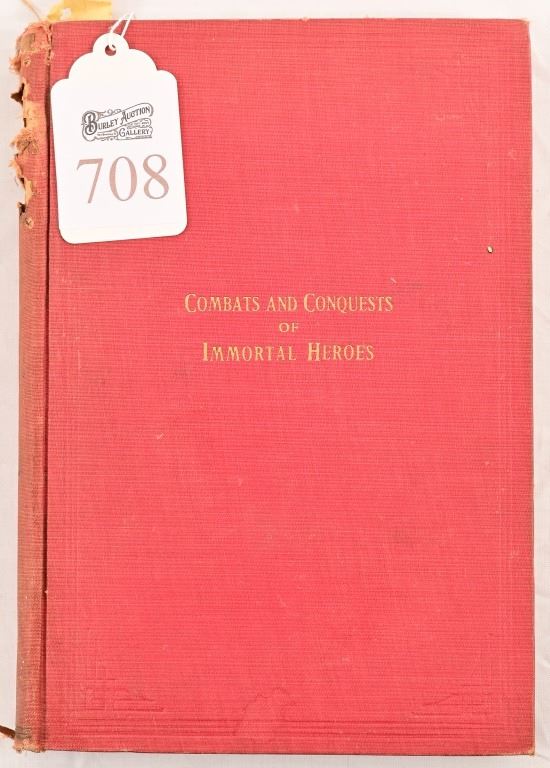 BURLEY AUCTION
GALLERY
708
COMBATS AND CONQUESTS
OF
IMMORTAL HEROES